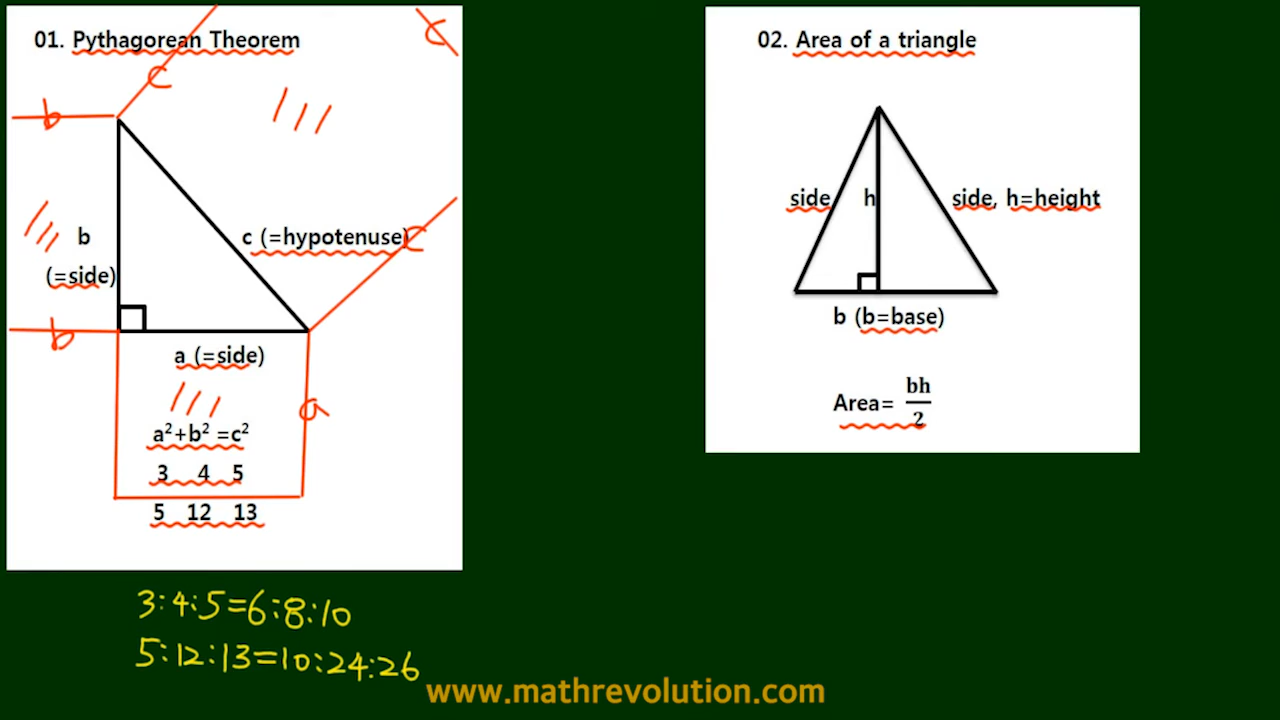 01. Pythagorean Theorem
c
c
b
b
(=side)
c (=hypotenuse)
c
b
a (=side)
a
a²+b² =c²
3 4 5
5 12 13
3:4:5=6:8:10
5:12:13=10:24:26
02. Area of a triangle
side
h
side, h=height
b (b=base)
Area= bh/2
www.mathrevolution.com